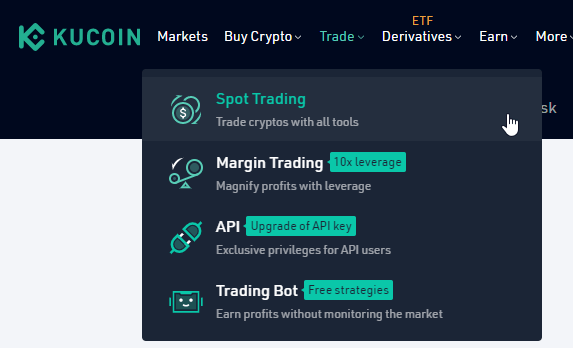 ETF
KUCOIN Markets Buy Crypto Trade Derivatives Earn More
Spot Trading
Trade cryptos with all tools
sk
Margin Trading 10x leverage
Magnify profits with leverage
API Upgrade of API key
Exclusive privileges for API users
Trading Bot Free strategies
Earn profits without monitoring the market